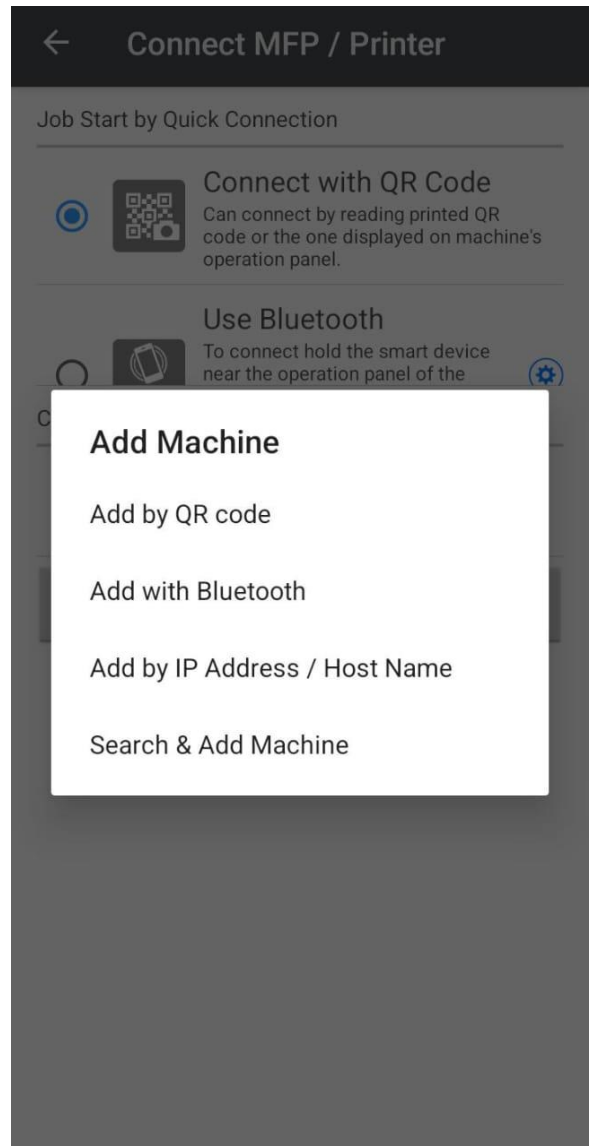 Connect MFP / Printer
Job Start by Quick Connection
Connect with QR Code
Can connect by reading printed QR
code or the one displayed on machine's
operation panel.
Use Bluetooth
To connect hold the smart device
near the operation panel of the
C
Add Machine
Add by QR code
Add with Bluetooth
Add by IP Address / Host Name
Search & Add Machine